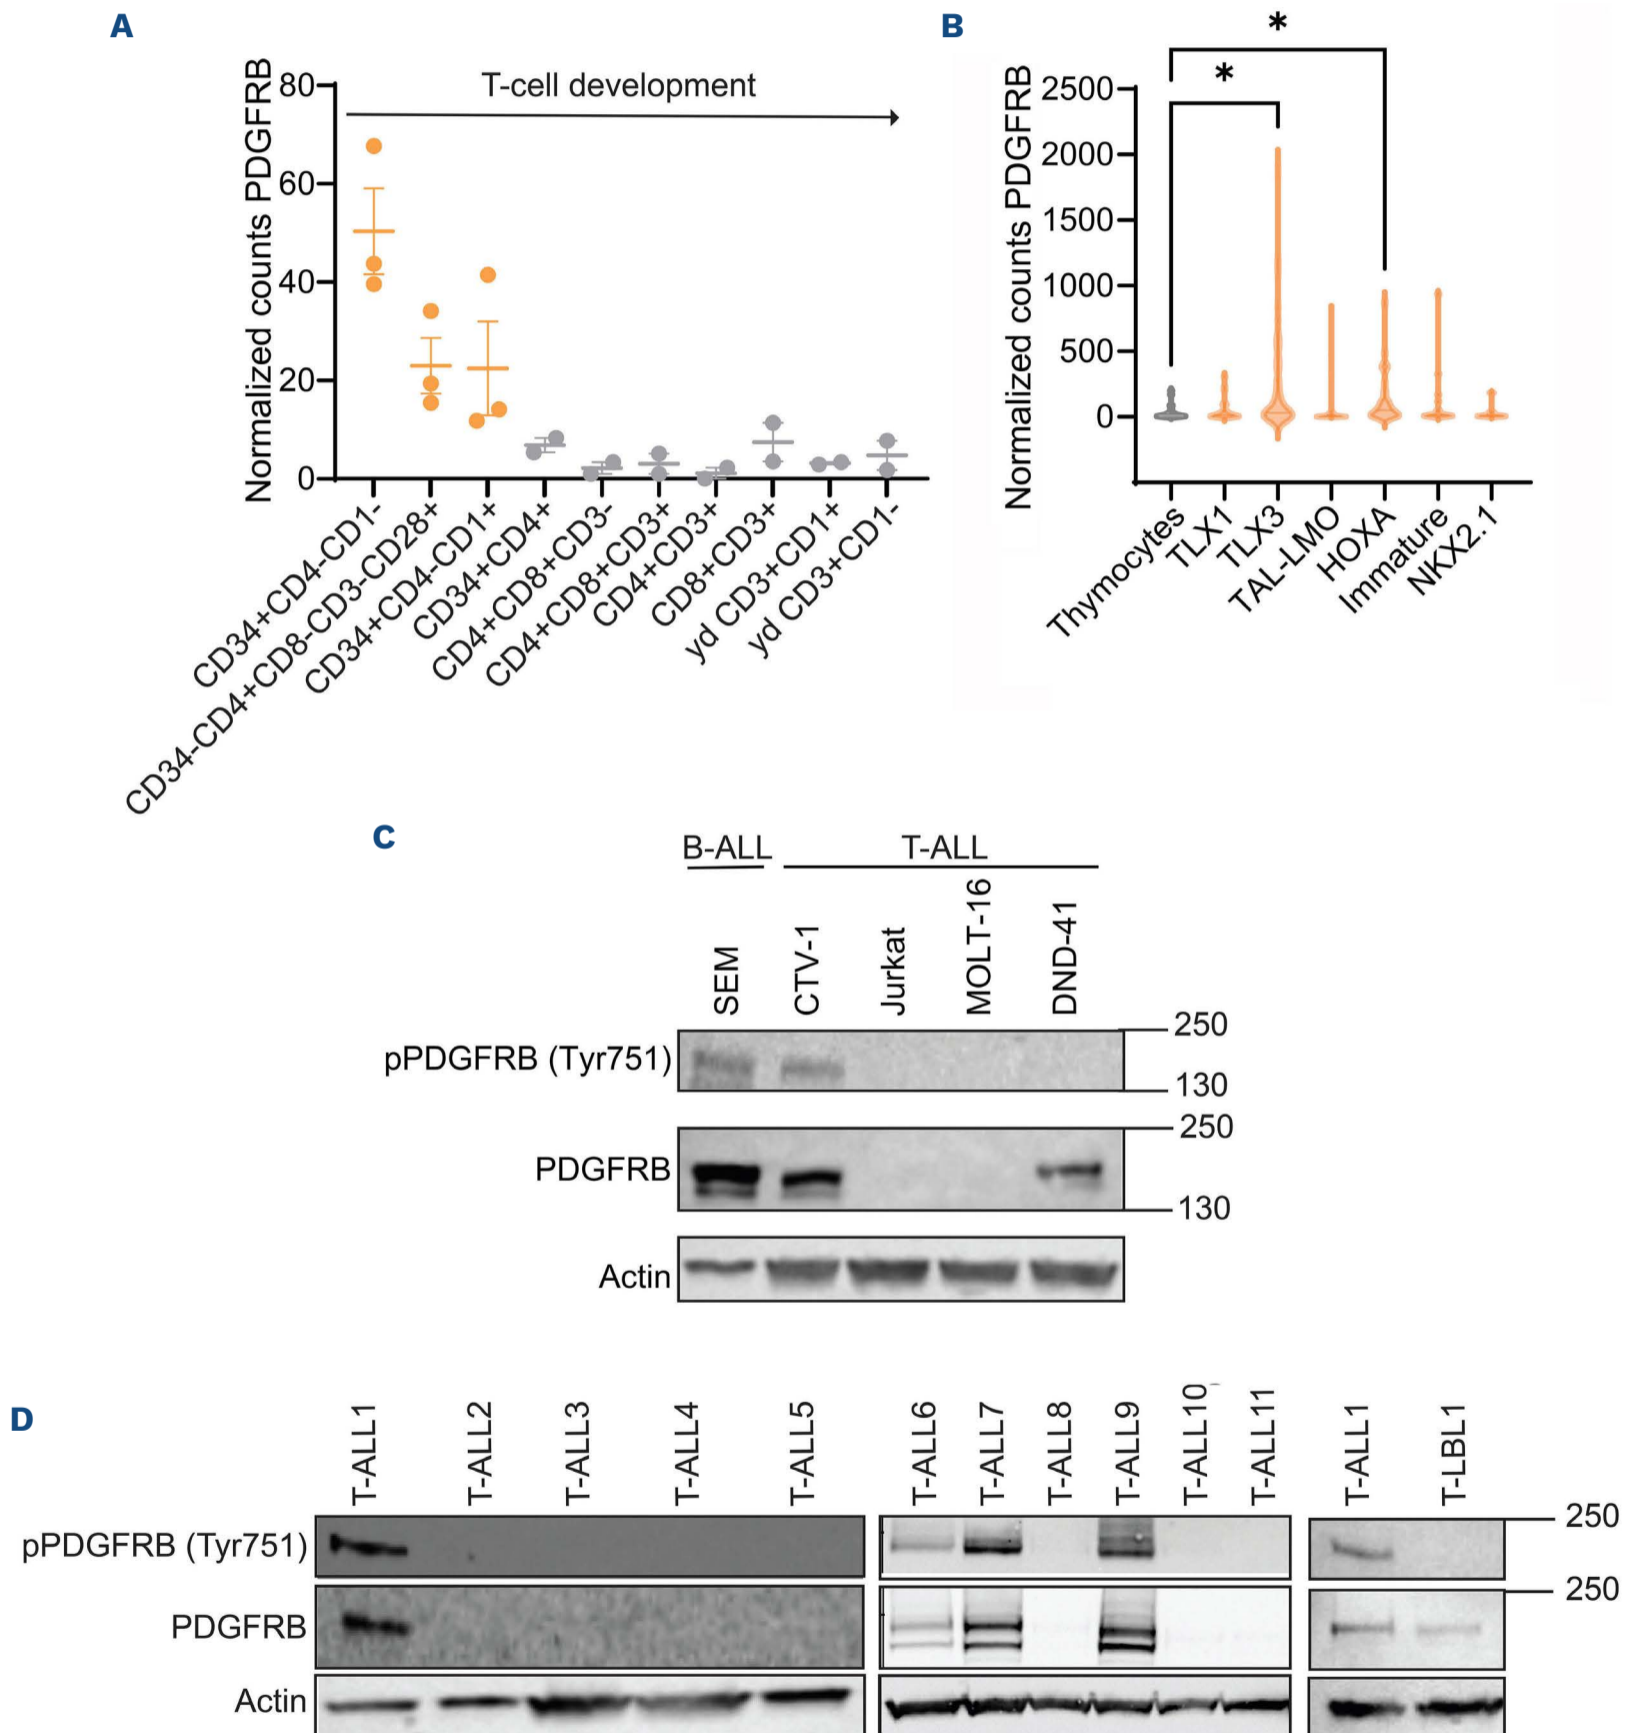 A
Normalized counts PDGFRB
80
60
40
20
0
T-cell development
CD34+CD4-CD1-
CD34-CD4+CD8-CD3-CD28+
CD34+CD4-CD1+
CD34+CD4+
CD4+CD8+CD3-
CD4+CD8+CD3+
CD4+CD3+
CD8+CD3+
yd CD3+CD1+
yd CD3+CD1-
B
Normalized counts PDGFRB
2500
2000
1500
1000
500
0
*
*
Thymocytes
TLX1
TLX3
TAL-LMO
HOXA
Immature
NKX2.1
C
B-ALL
T-ALL
SEM
CTV-1
Jurkat
MOLT-16
DND-41
pPDGFRB (Tyr751)
250
130
PDGFRB
250
130
Actin
D
T-ALL1
T-ALL2
T-ALL3
T-ALL4
T-ALL5
T-ALL6
T-ALL7
T-ALL8
T-ALL9
T-ALL10
T-ALL11
T-ALL1
T-LBL1
pPDGFRB (Tyr751)
250
PDGFRB
250
Actin